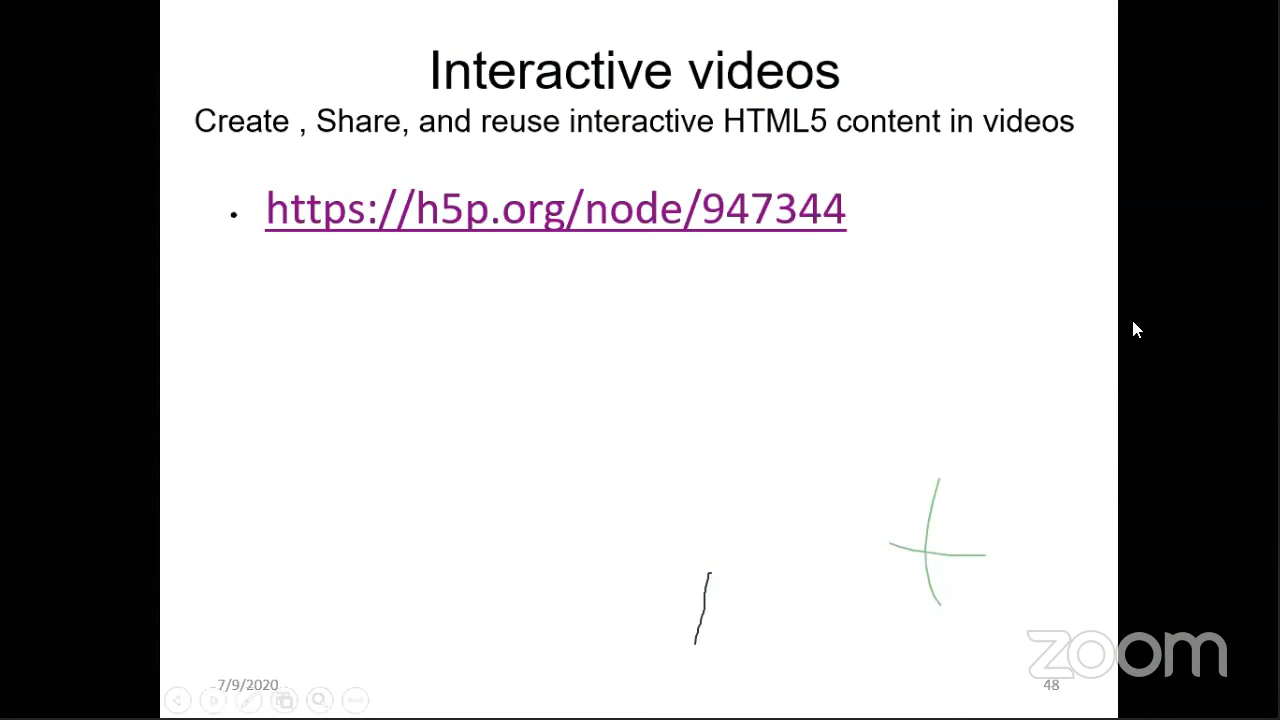 Interactive videos
Create , Share, and reuse interactive HTML5 content in videos
• https://h5p.org/node/947344
7/9/2020
48
zoom